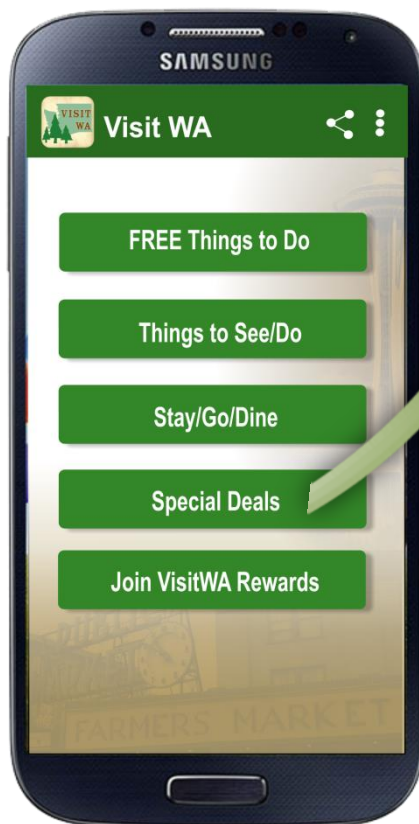 SAMSUNG
VISIT
WA
Visit WA
FREE Things to Do
Things to See/Do
Stay/Go/Dine
Special Deals
Join VisitWA Rewards
FARMERS MARKET